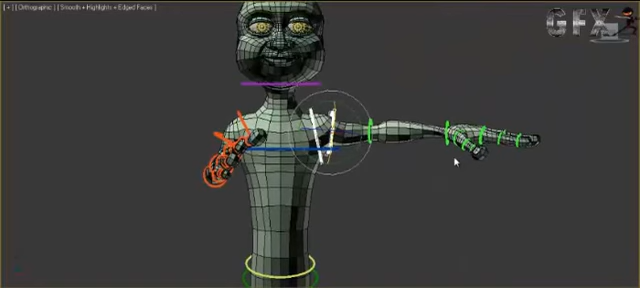 [ + ] [ Orthographic ] [ Smooth + Highlights + Edged Faces ]
GFX